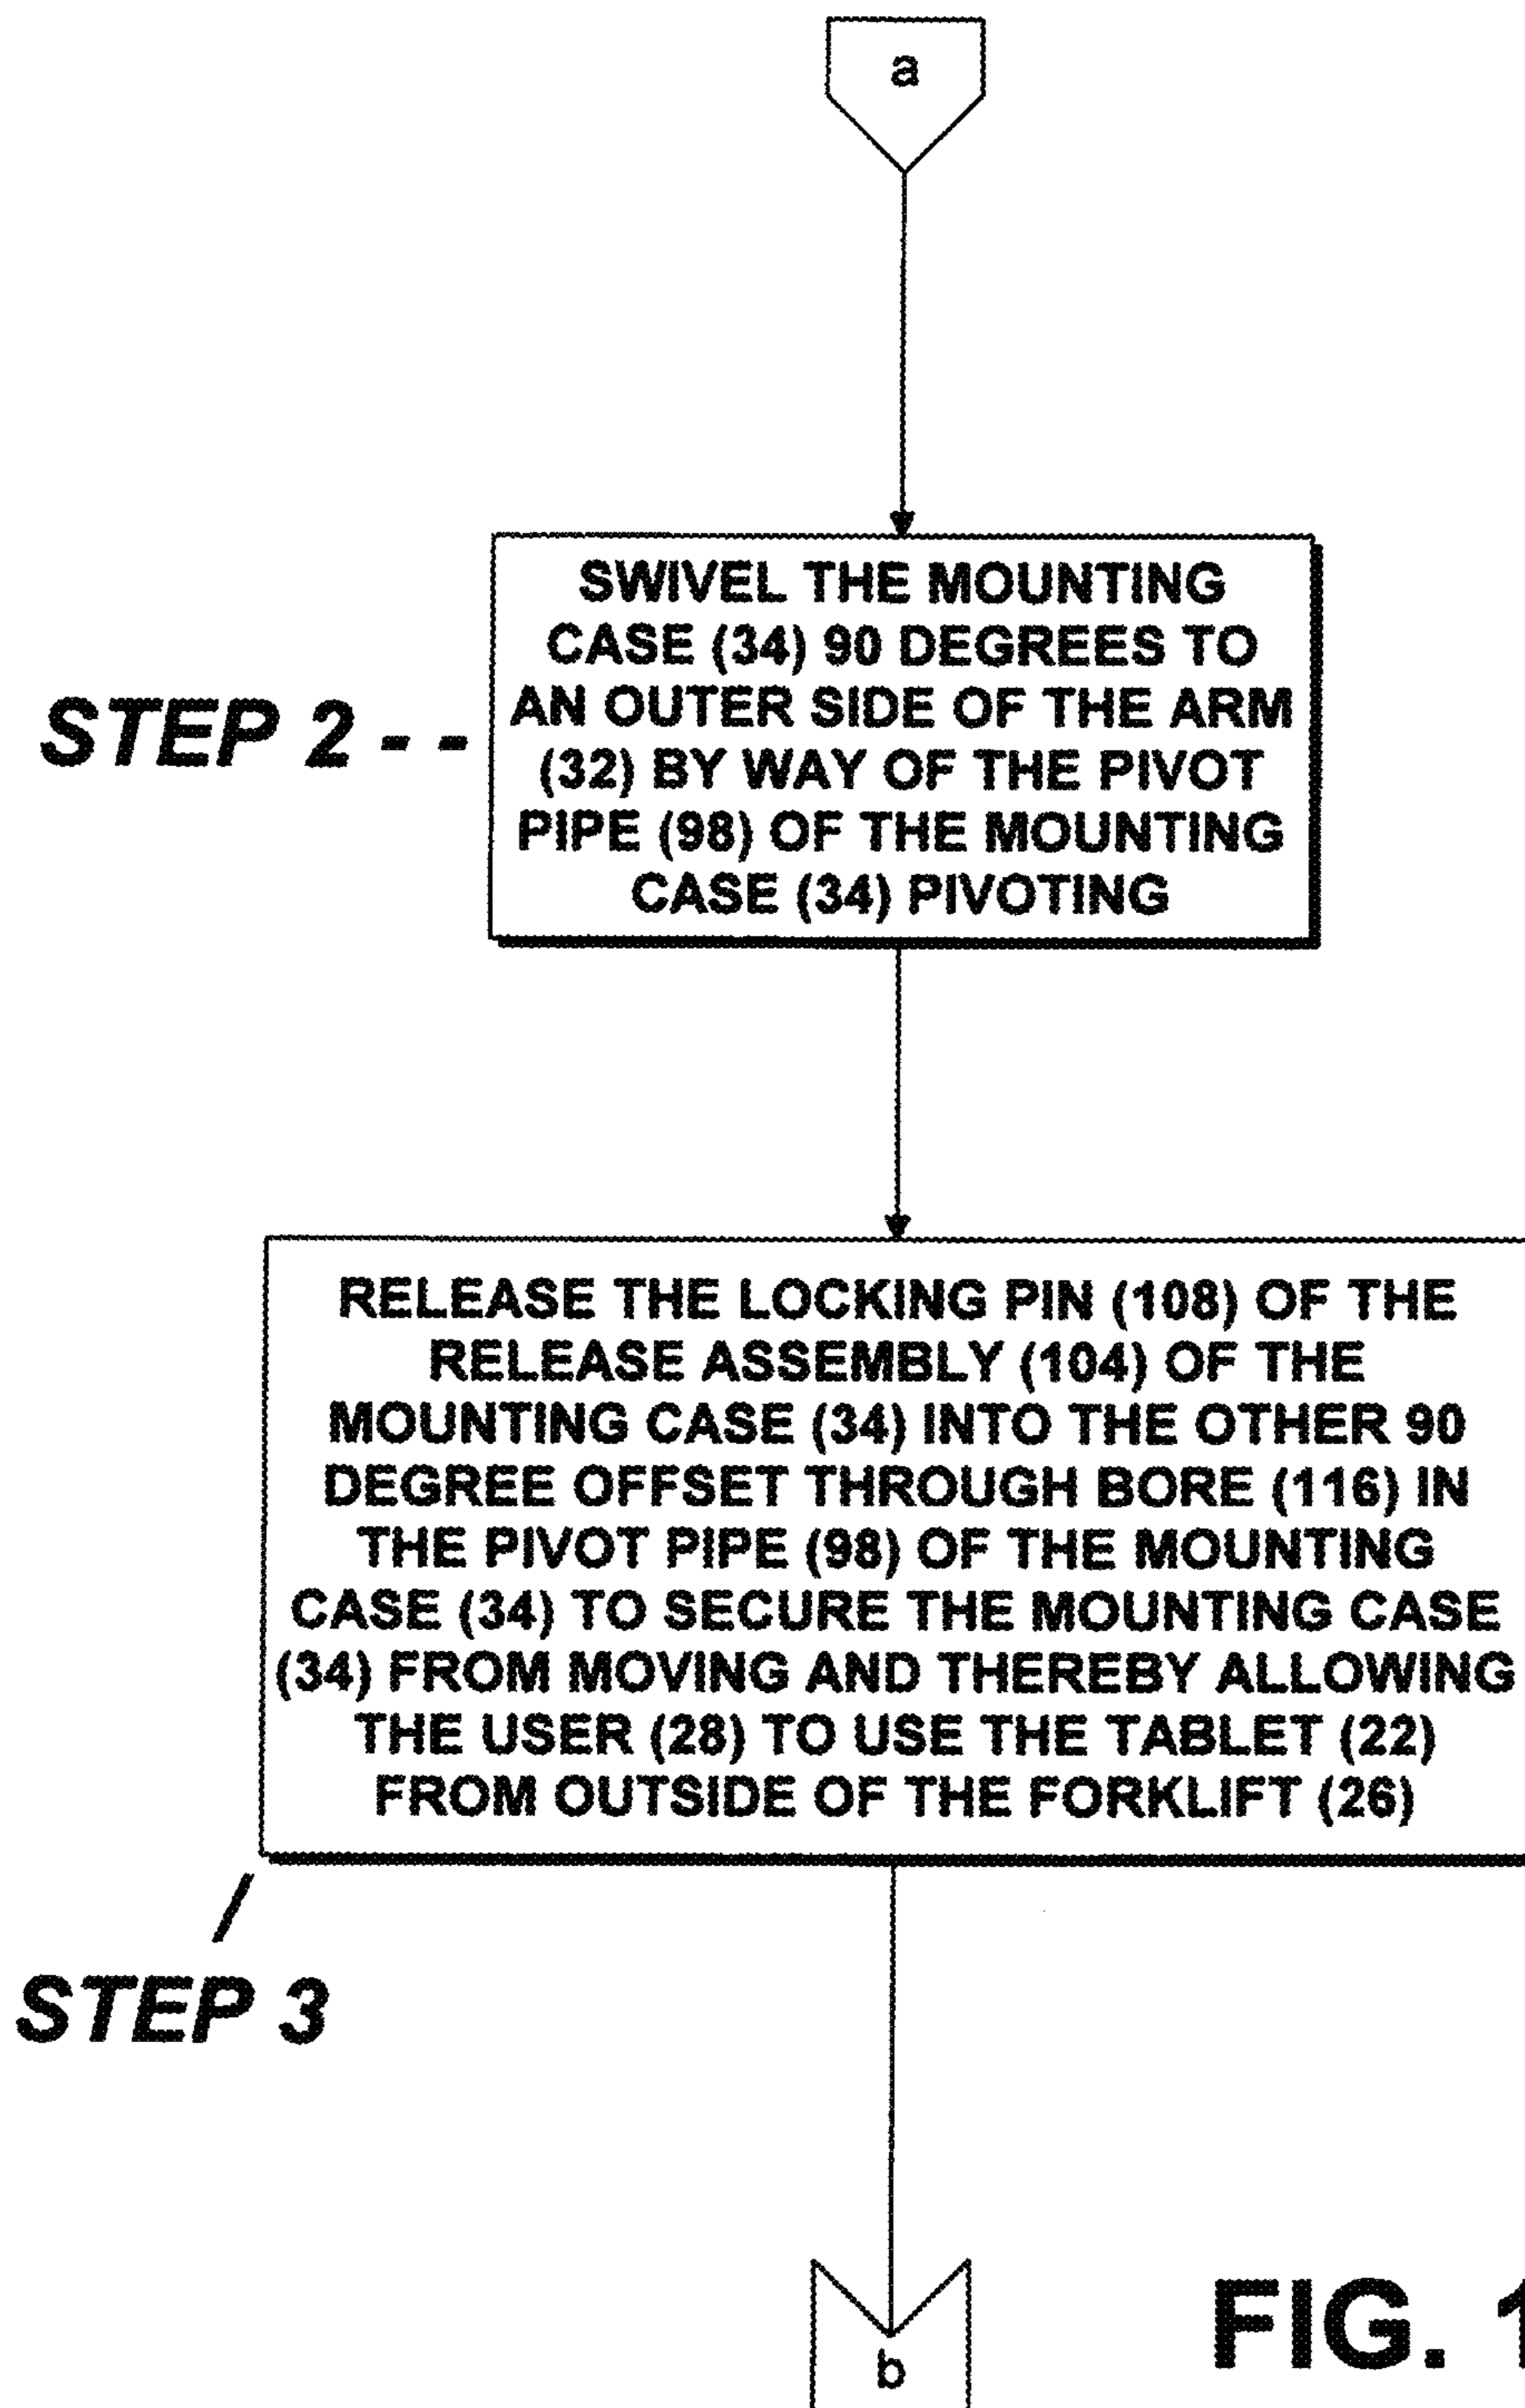 a
SWIVEL THE MOUNTING
CASE (34) 90 DEGREES TO
AN OUTER SIDE OF THE ARM
(32) BY WAY OF THE PIVOT
PIPE (98) OF THE MOUNTING
CASE (34) PIVOTING
STEP 2 - -
RELEASE THE LOCKING PIN (108) OF THE
RELEASE ASSEMBLY (104) OF THE
MOUNTING CASE (34) INTO THE OTHER 90
DEGREE OFFSET THROUGH BORE (116) IN
THE PIVOT PIPE (98) OF THE MOUNTING
CASE (34) TO SECURE THE MOUNTING CASE
(34) FROM MOVING AND THEREBY ALLOWING
THE USER (28) TO USE THE TABLET (22)
FROM OUTSIDE OF THE FORKLIFT (26)
STEP 3
b
FIG. 1